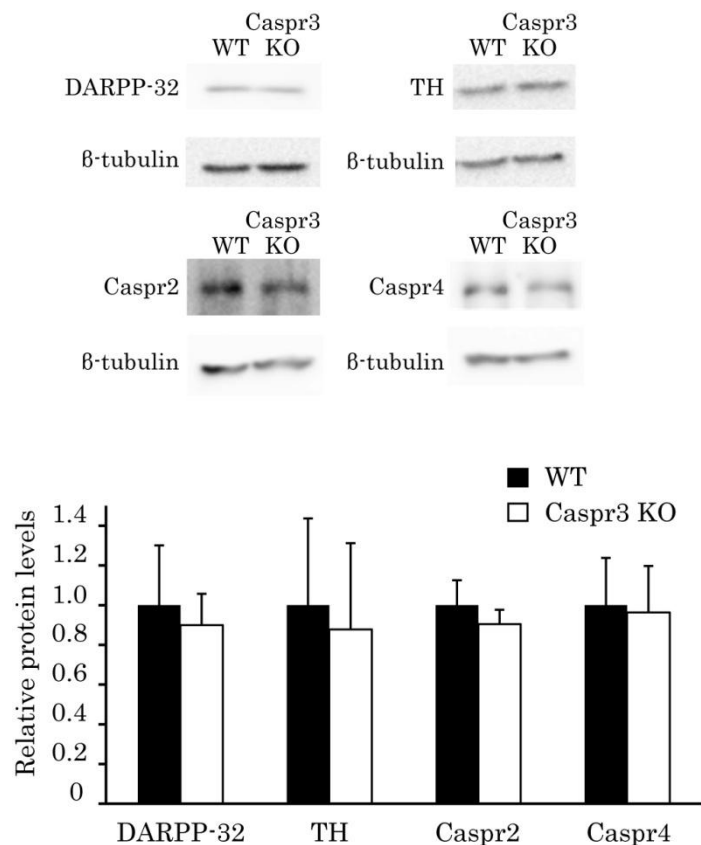 Caspr3
WT KO
DARPP-32
β-tubulin
Caspr3
WT KO
TH
β-tubulin
Caspr3
WT KO
Caspr2
β-tubulin
Caspr3
WT KO
Caspr4
β-tubulin
WT
Caspr3 KO
Relative protein levels
1.4
1.2
1.0
0.8
0.6
0.4
0.2
0
DARPP-32 TH Caspr2 Caspr4